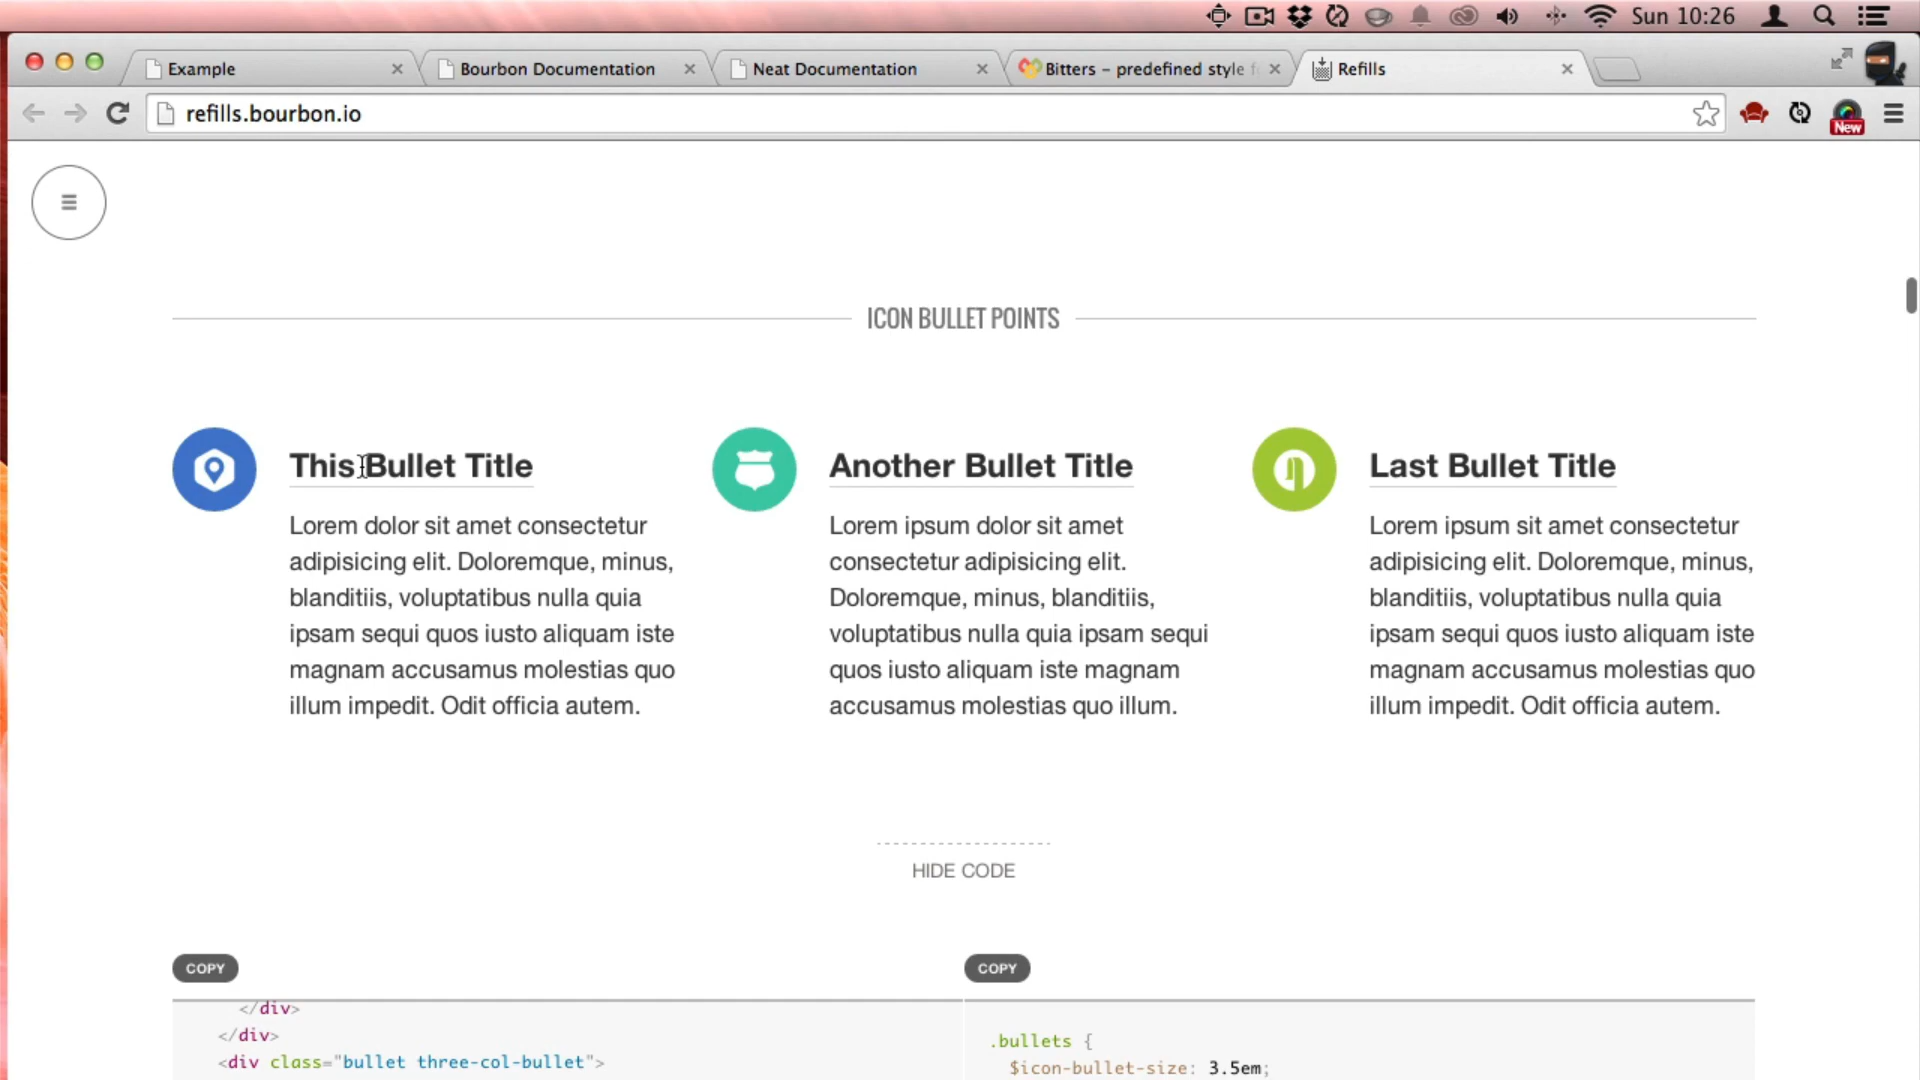 Sun 10:26
Example
Bourbon Documentation
Neat Documentation
Bitters – predefined style f
Refills
refills.bourbon.io
New
ICON BULLET POINTS
This Bullet Title
Lorem dolor sit amet consectetur
adipisicing elit. Doloremque, minus,
blanditiis, voluptatibus nulla quia
ipsam sequi quos iusto aliquam iste
magnam accusamus molestias quo
illum impedit. Odit officia autem.
Another Bullet Title
Lorem ipsum dolor sit amet
consectetur adipisicing elit.
Doloremque, minus, blanditiis,
voluptatibus nulla quia ipsam sequi
quos iusto aliquam iste magnam
accusamus molestias quo illum.
Last Bullet Title
Lorem ipsum sit amet consectetur
adipisicing elit. Doloremque, minus,
blanditiis, voluptatibus nulla quia
ipsam sequi quos iusto aliquam iste
magnam accusamus molestias quo
illum impedit. Odit officia autem.
HIDE CODE
COPY
</div>
</div>
<div class="bullet three-col-bullet">
COPY
.bullets {
$icon-bullet-size: 3.5em;